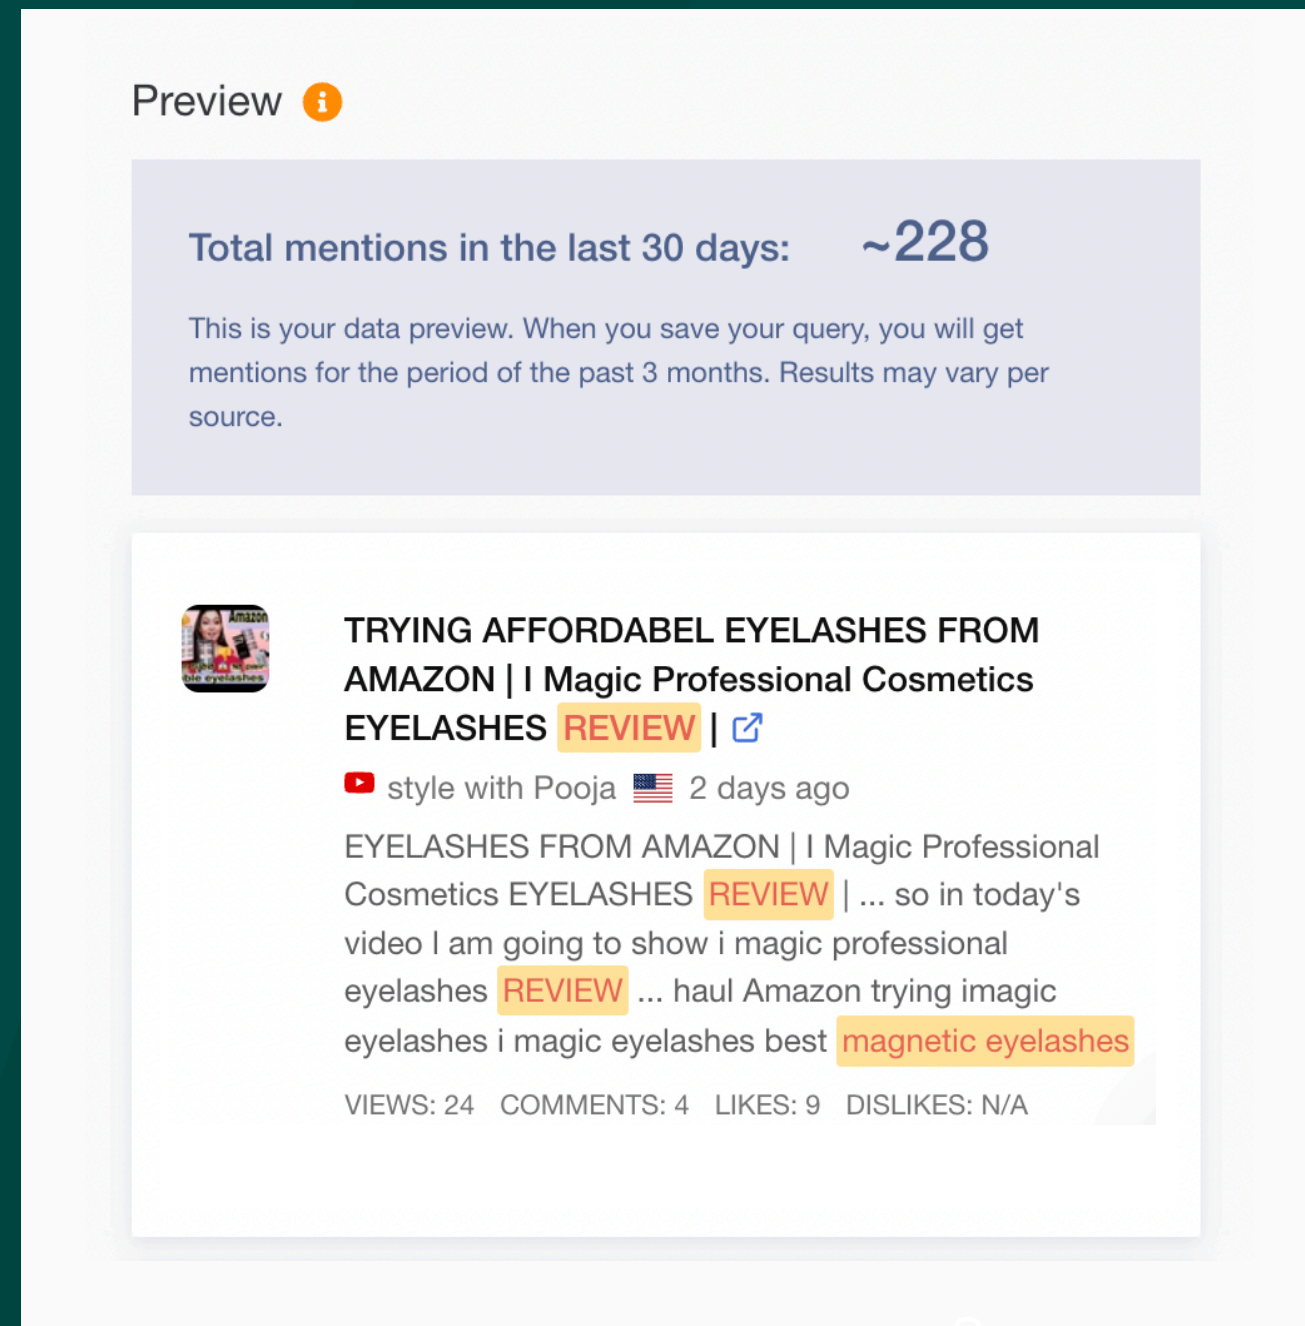 Preview
Total mentions in the last 30 days: ~228
This is your data preview. When you save your query, you will get
mentions for the period of the past 3 months. Results may vary per
source.
Amazon
ble eyelashes
TRYING AFFORDABEL EYELASHES FROM
AMAZON | I Magic Professional Cosmetics
EYELASHES REVIEW |
style with Pooja 2 days ago
EYELASHES FROM AMAZON | I Magic Professional
Cosmetics EYELASHES REVIEW | ... so in today's
video I am going to show i magic professional
eyelashes REVIEW ... haul Amazon trying imagic
eyelashes i magic eyelashes best magnetic eyelashes
VIEWS: 24 COMMENTS: 4 LIKES: 9 DISLIKES: N/A